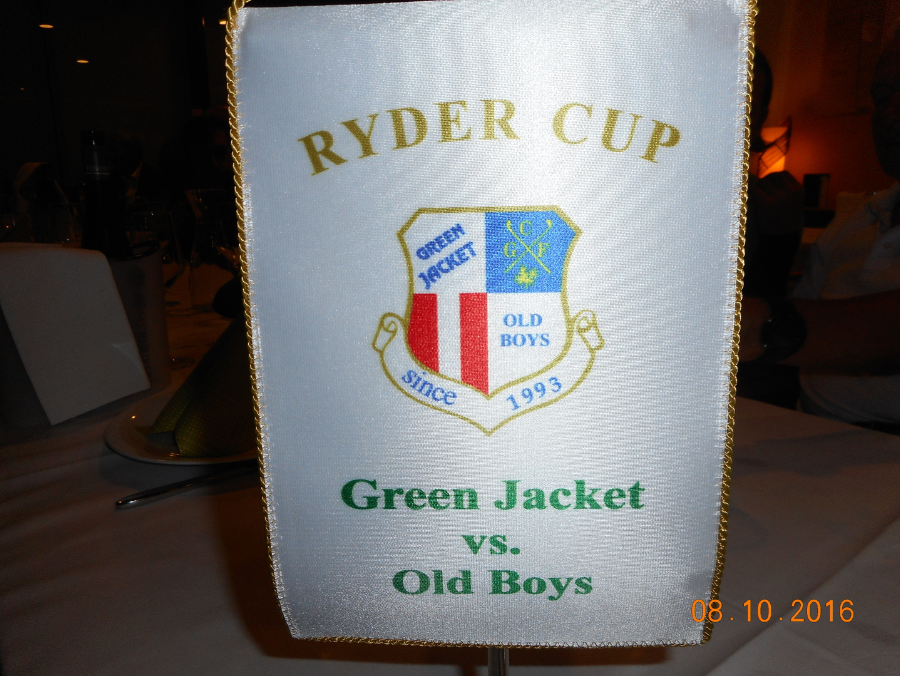 RYDER CUP
GREEN
JACKET
C
G F
OLD
BOYS
since 1993
Green Jacket
vs.
Old Boys
08.10.2016